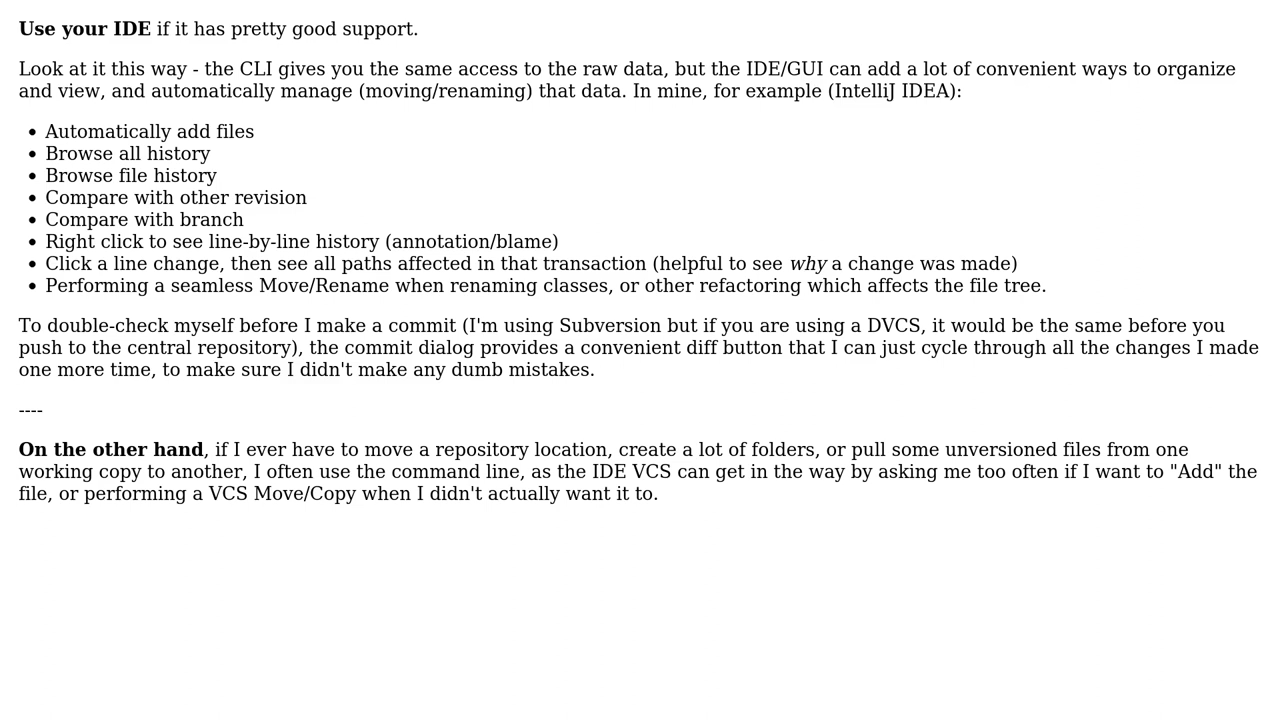 Use your IDE if it has pretty good support.
Look at it this way - the CLI gives you the same access to the raw data, but the IDE/GUI can add a lot of convenient ways to organize
and view, and automatically manage (moving/renaming) that data. In mine, for example (IntelliJ IDEA):
• Automatically add files
• Browse all history
• Browse file history
• Compare with other revision
• Compare with branch
• Right click to see line-by-line history (annotation/blame)
• Click a line change, then see all paths affected in that transaction (helpful to see why a change was made)
• Performing a seamless Move/Rename when renaming classes, or other refactoring which affects the file tree.
To double-check myself before I make a commit (I'm using Subversion but if you are using a DVCS, it would be the same before you
push to the central repository), the commit dialog provides a convenient diff button that I can just cycle through all the changes I made
one more time, to make sure I didn't make any dumb mistakes.
----
On the other hand, if I ever have to move a repository location, create a lot of folders, or pull some unversioned files from one
working copy to another, I often use the command line, as the IDE VCS can get in the way by asking me too often if I want to "Add" the
file, or performing a VCS Move/Copy when I didn't actually want it to.